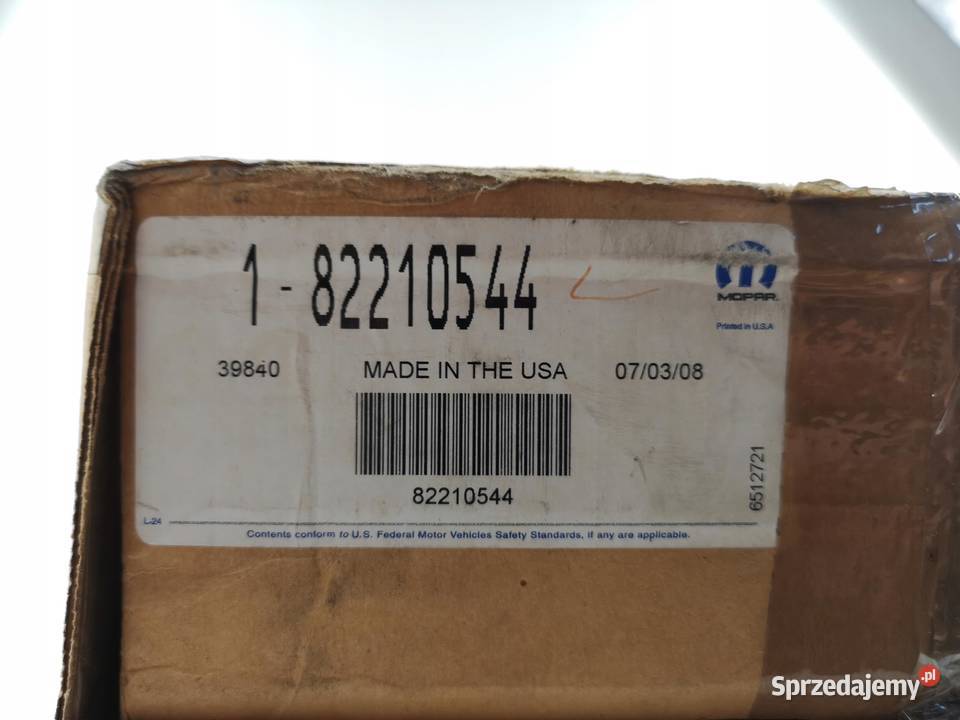 1 - 82210544
MOPAR.
Printed in U.S.A
39840 MADE IN THE USA 07/03/08
82210544
6512721
L-24
Contents conform to U.S. Federal Motor Vehicles Safety Standards, if any are applicable.
Sprzedajemy.pl